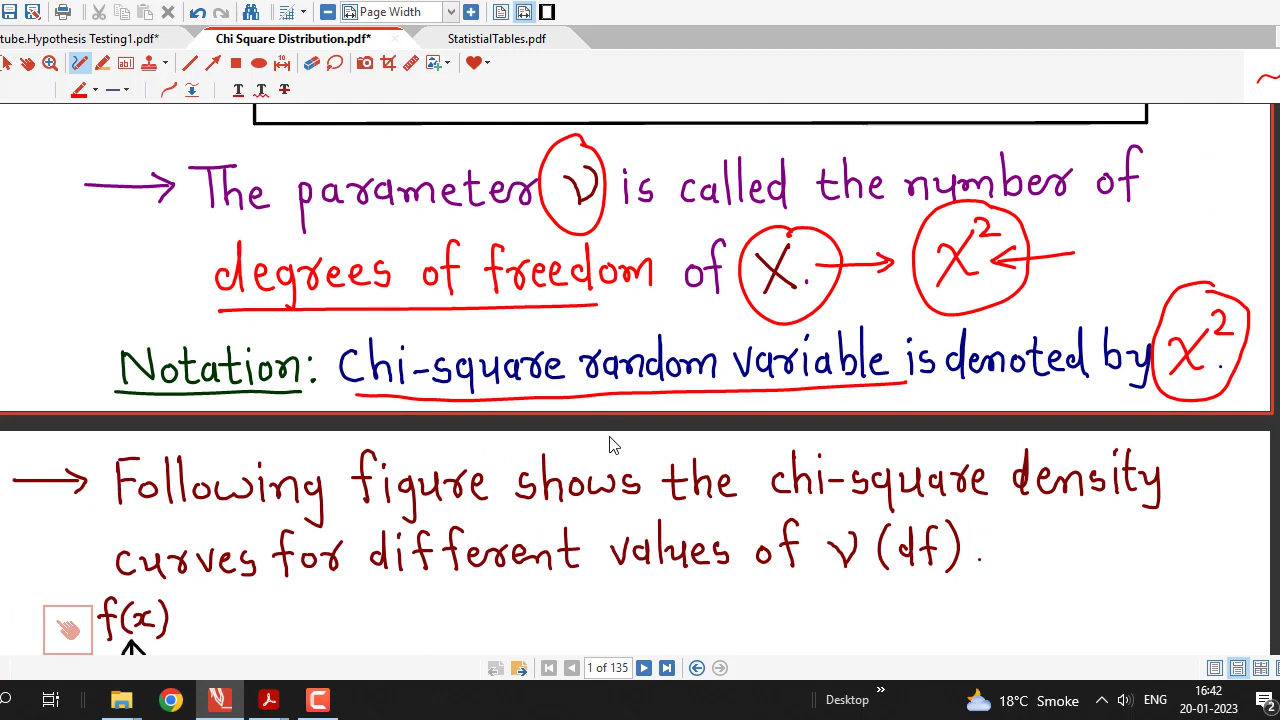 Page Width
tube.Hypothesis Testing1.pdf*
Chi Square Distribution.pdf*
StatistialTables.pdf
The parameter ν is called the number of
degrees of freedom of X. → χ²←
Notation: Chi-square random variable is denoted by χ².
→ Following figure shows the chi-square density
curves for different values of ν (df).
f(x)
1 of 135
Desktop
18°C Smoke
ENG
16:42
20-01-2023
2